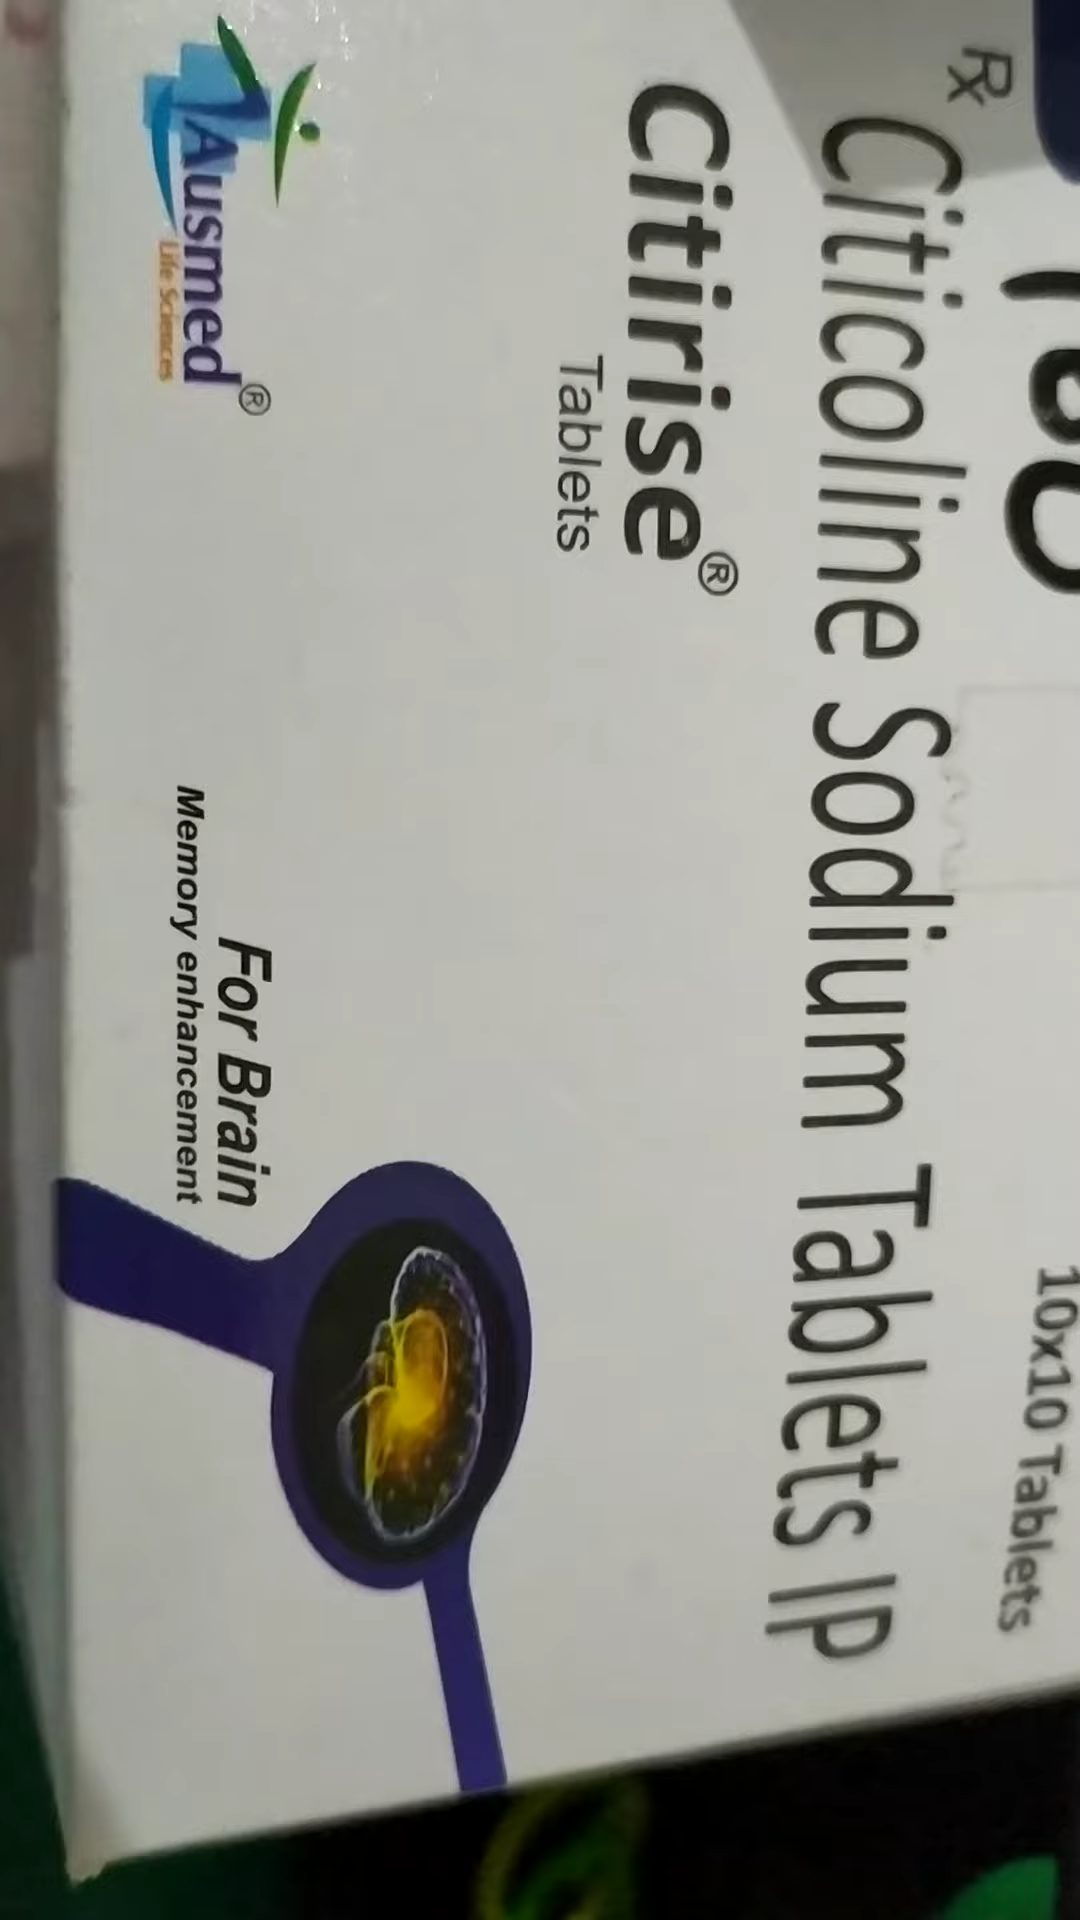 Rx
Citicoline Sodium Tablets IP
10x10 Tablets
Citirise®
Tablets
Ausmed®
Life Sciences
For Brain
Memory enhancement